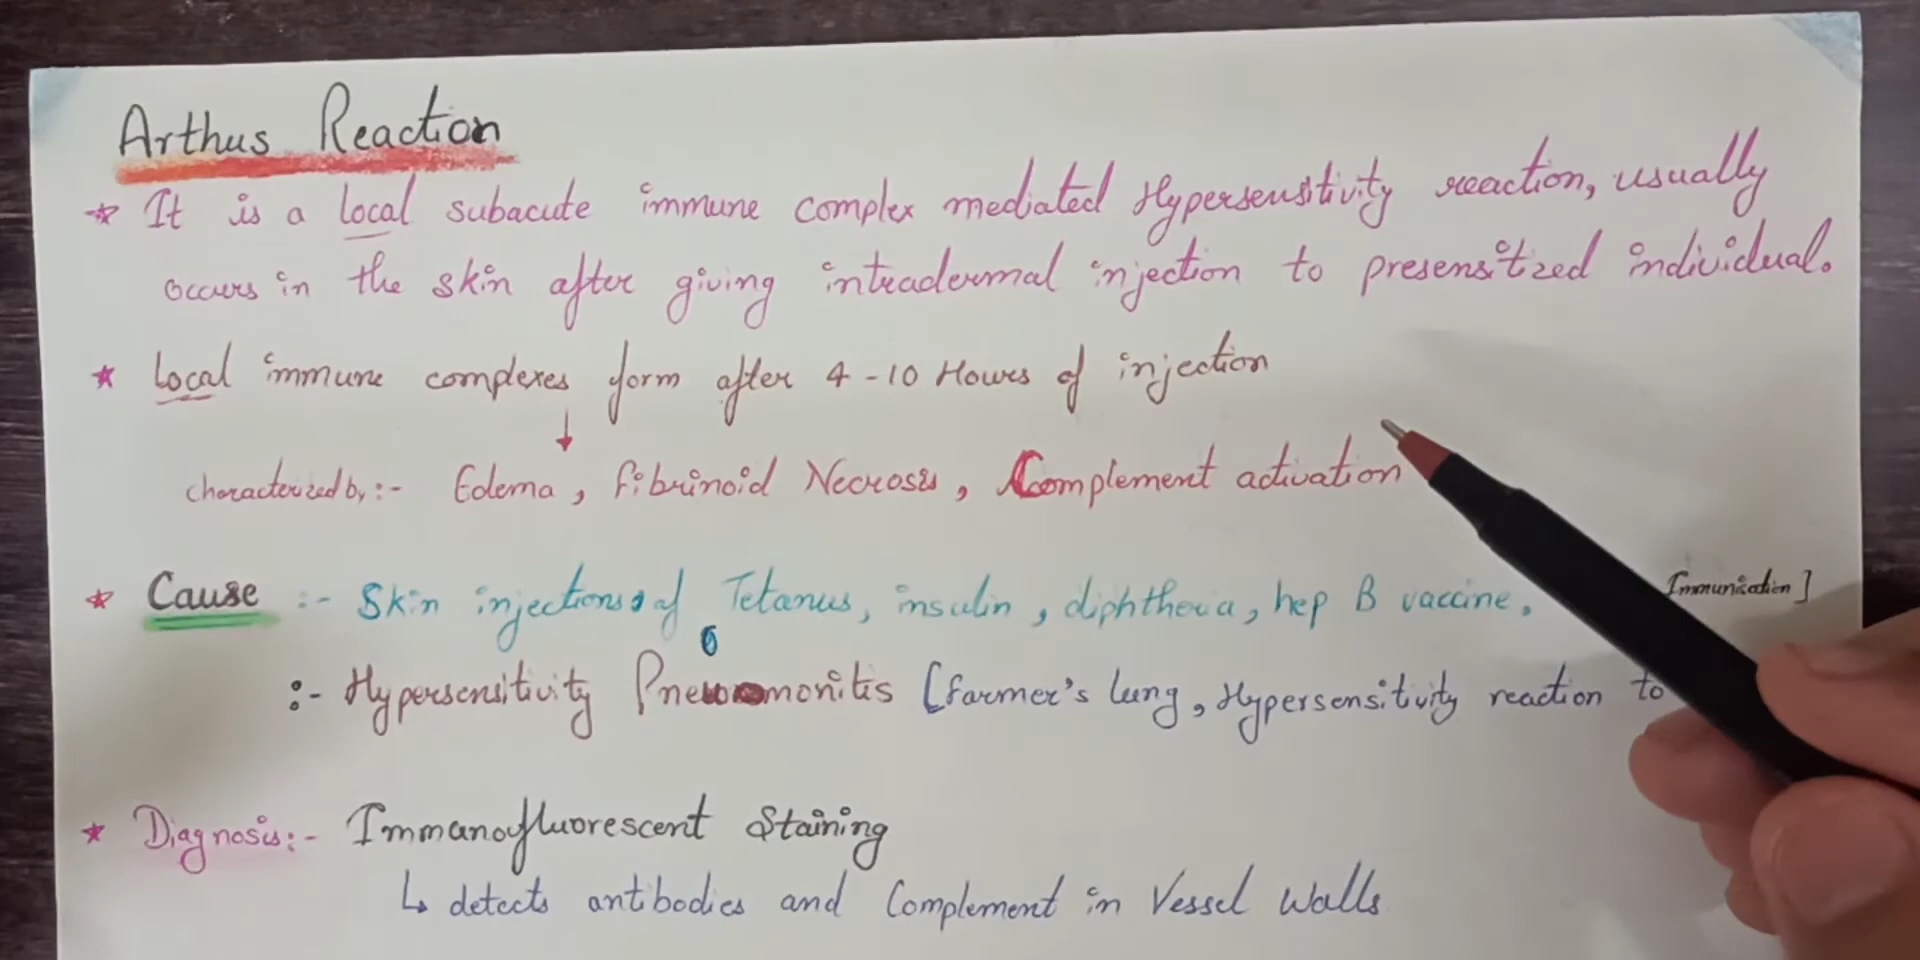 Arthus Reaction
☆ It is a local subacute immune complex mediated Hypersensitivity reaction, usually
occurs in the skin after giving intradermal injection to presensitized individual.
★ Local immune complexes form after 4-10 Hours of injection
↓
characterized by:- Edema, fibrinoid Necrosis, Complement activation
☆ Cause :- Skin injections of Tetanus, insulin, diphtheria, hep B vaccine.
Immunisation]
:- Hypersensitivity Pneumonitis [farmer's lung, Hypersensitivity reaction to
★ Diagnosis:- Immanofluorescent Staining
↳ detects antibodies and Complement in Vessel Walls